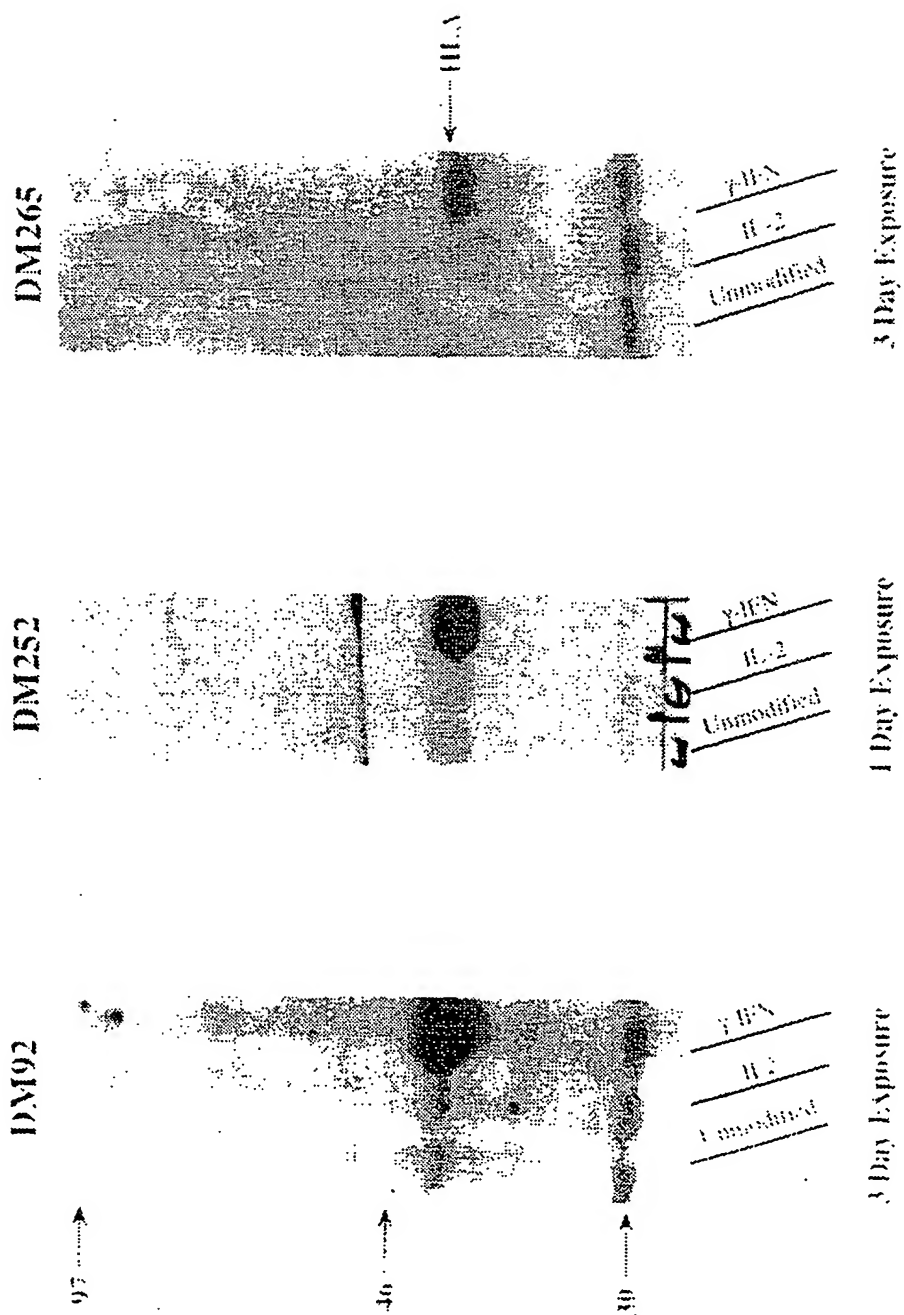 DM92
97
46
30
Unmodified
IL-2
γ-IFN
3 Day Exposure
DM252
Unmodified
IL-2
γ-IFN
1 Day Exposure
DM265
HLA
Unmodified
IL-2
γ-IFN
3 Day Exposure